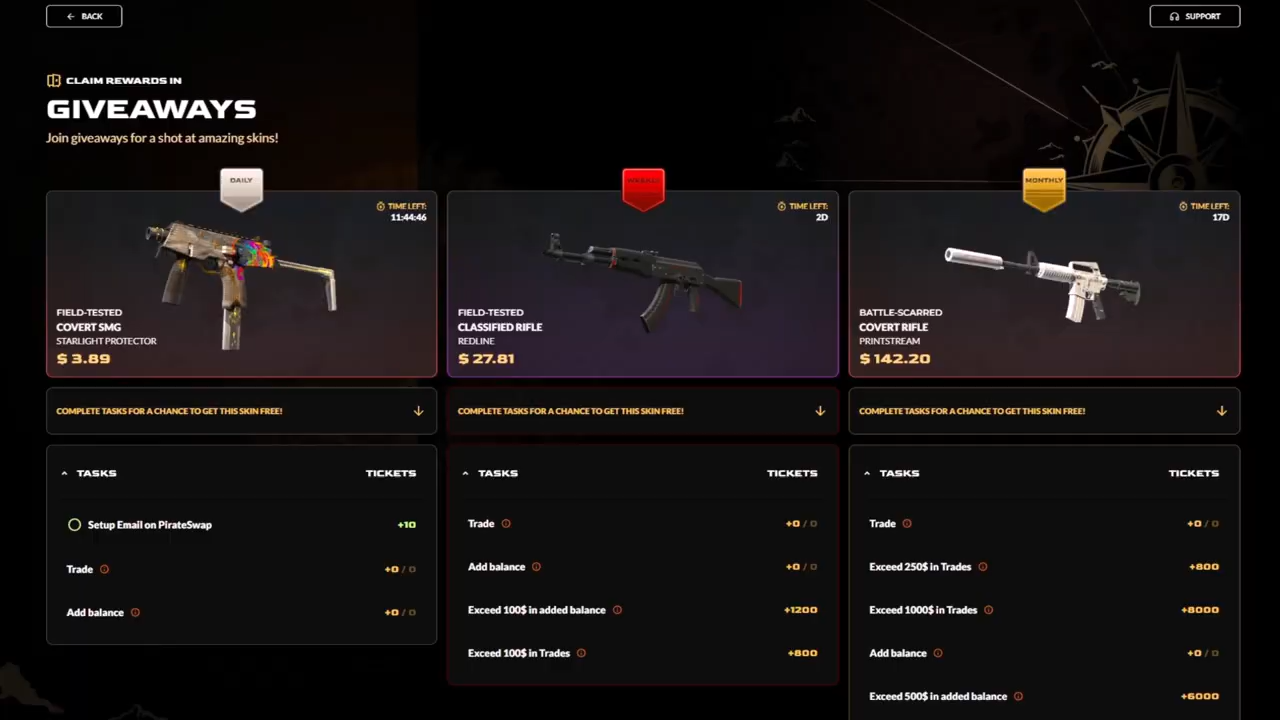 BACK
SUPPORT
CLAIM REWARDS IN
GIVEAWAYS
Join giveaways for a shot at amazing skins!
DAILY
TIME LEFT:
11:44:46
FIELD-TESTED
COVERT SMG
STARLIGHT PROTECTOR
$ 3.89
WEEKLY
TIME LEFT:
2D
FIELD-TESTED
CLASSIFIED RIFLE
REDLINE
$ 27.81
MONTHLY
TIME LEFT:
17D
BATTLE-SCARRED
COVERT RIFLE
PRINTSTREAM
$ 142.20
COMPLETE TASKS FOR A CHANCE TO GET THIS SKIN FREE!
COMPLETE TASKS FOR A CHANCE TO GET THIS SKIN FREE!
COMPLETE TASKS FOR A CHANCE TO GET THIS SKIN FREE!
TASKS TICKETS
Setup Email on PirateSwap +10
Trade +0 / 0
Add balance +0 / 0
TASKS TICKETS
Trade +0 / 0
Add balance +0 / 0
Exceed 100$ in added balance +1200
Exceed 100$ in Trades +800
TASKS TICKETS
Trade +0 / 0
Exceed 250$ in Trades +800
Exceed 1000$ in Trades +8000
Add balance +0 / 0
Exceed 500$ in added balance +6000